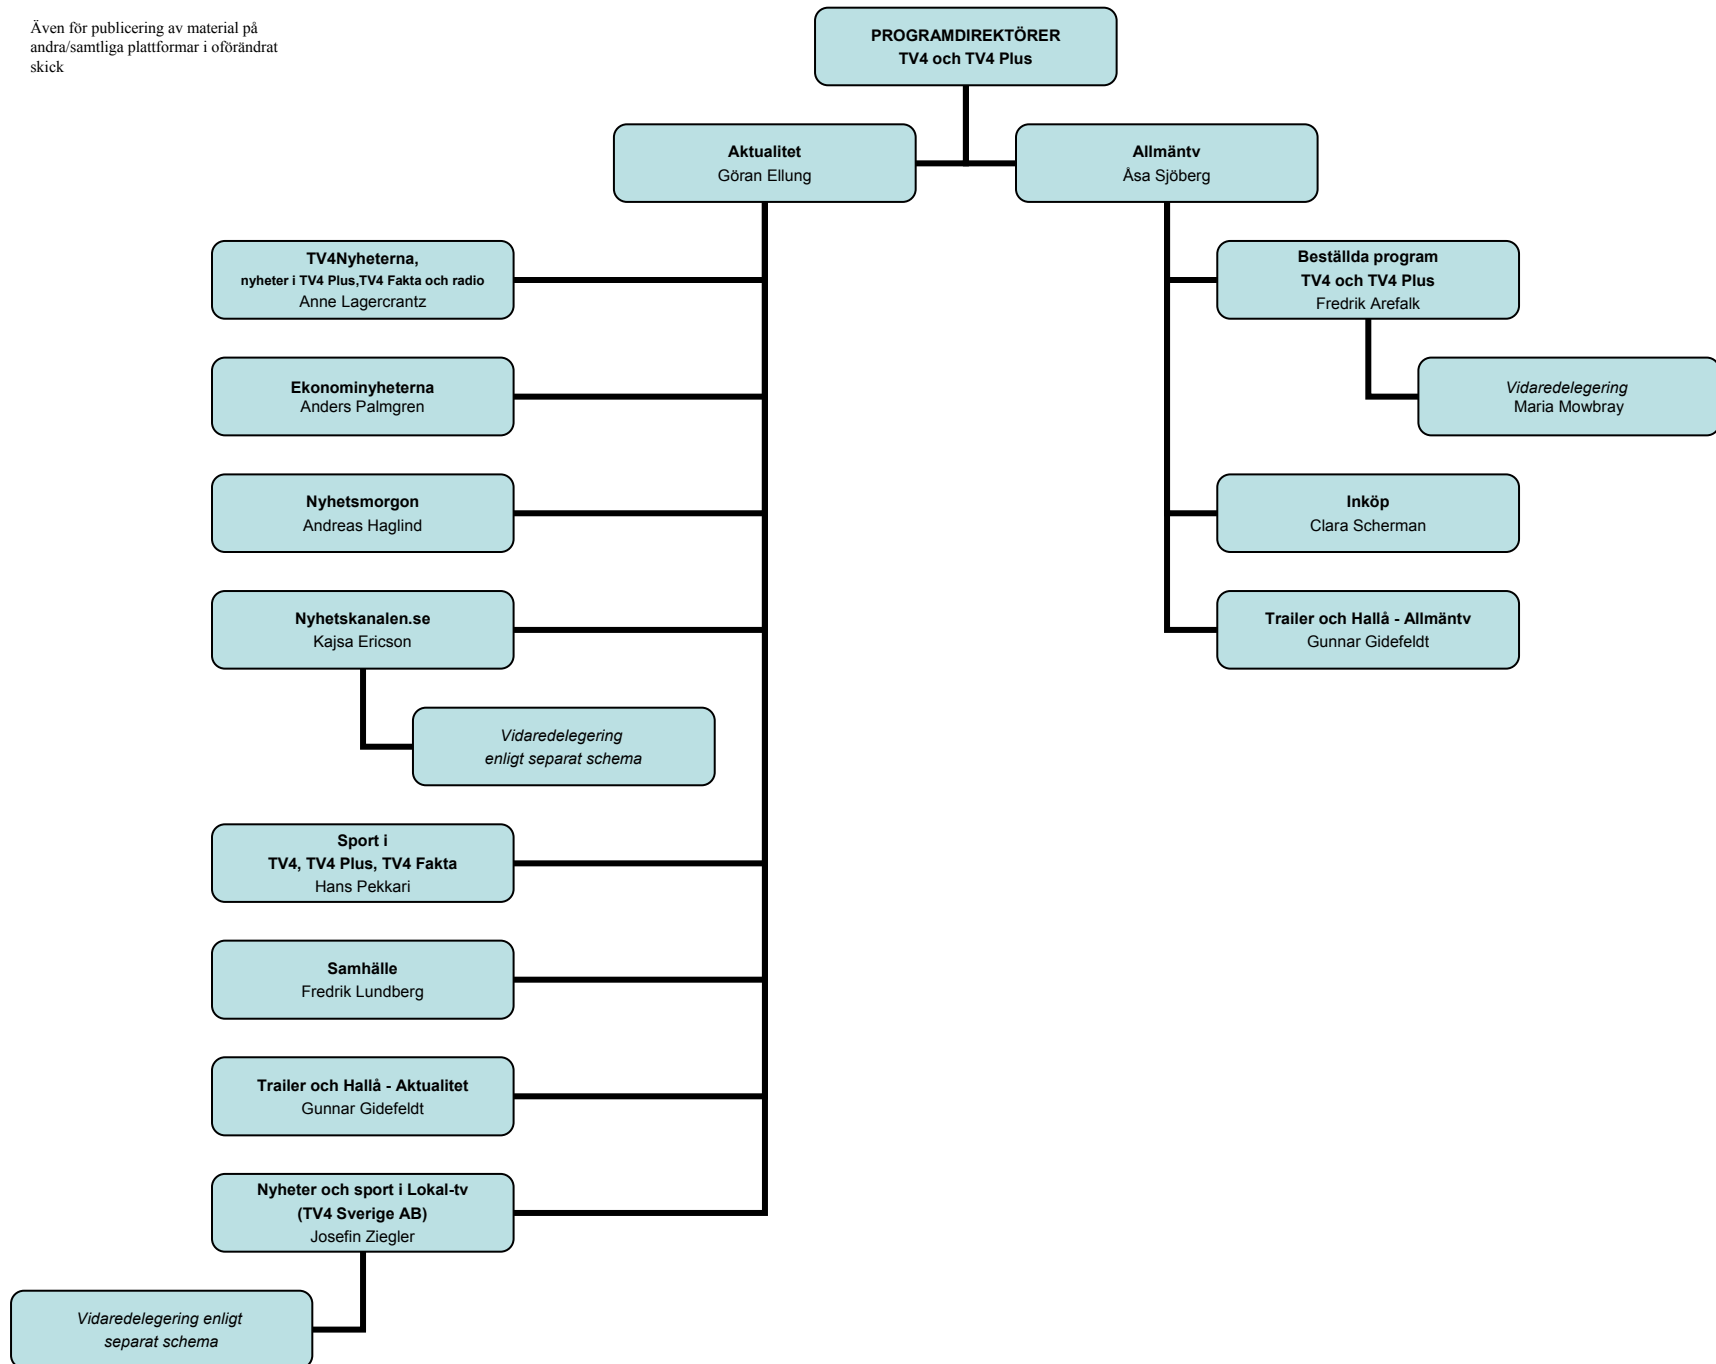 Även för publicering av material på
andra/samtliga plattformar i oförändrat
skick
PROGRAMDIREKTÖRER
TV4 och TV4 Plus
Aktualitet
Göran Ellung
Allmäntv
Åsa Sjöberg
TV4Nyheterna,
nyheter i TV4 Plus,TV4 Fakta och radio
Anne Lagercrantz
Ekonominyheterna
Anders Palmgren
Nyhetsmorgon
Andreas Haglind
Nyhetskanalen.se
Kajsa Ericson
Vidaredelegering
enligt separat schema
Sport i
TV4, TV4 Plus, TV4 Fakta
Hans Pekkari
Samhälle
Fredrik Lundberg
Trailer och Hallå - Aktualitet
Gunnar Gidefeldt
Nyheter och sport i Lokal-tv
(TV4 Sverige AB)
Josefin Ziegler
Vidaredelegering enligt
separat schema
Beställda program
TV4 och TV4 Plus
Fredrik Arefalk
Vidaredelegering
Maria Mowbray
Inköp
Clara Scherman
Trailer och Hallå - Allmäntv
Gunnar Gidefeldt